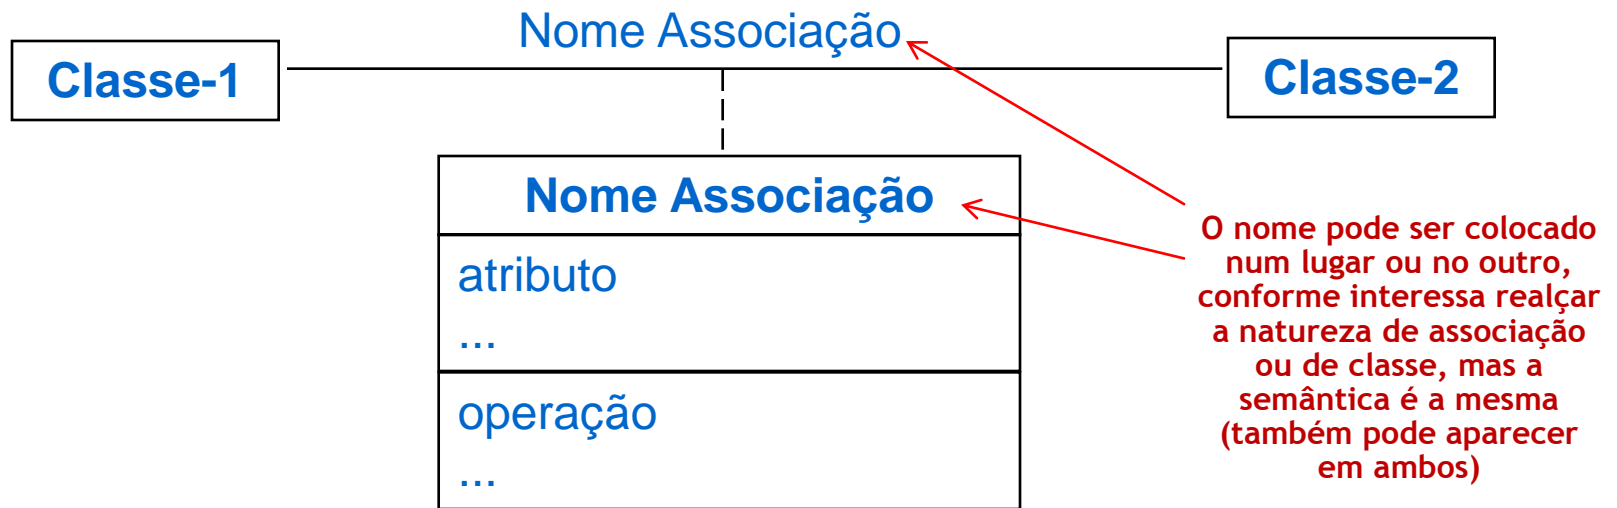 Nome Associação
Classe-1
Classe-2
Nome Associação
atributo
...
operação
...
O nome pode ser colocado
num lugar ou no outro,
conforme interessa realçar
a natureza de associação
ou de classe, mas a
semântica é a mesma
(também pode aparecer
em ambos)